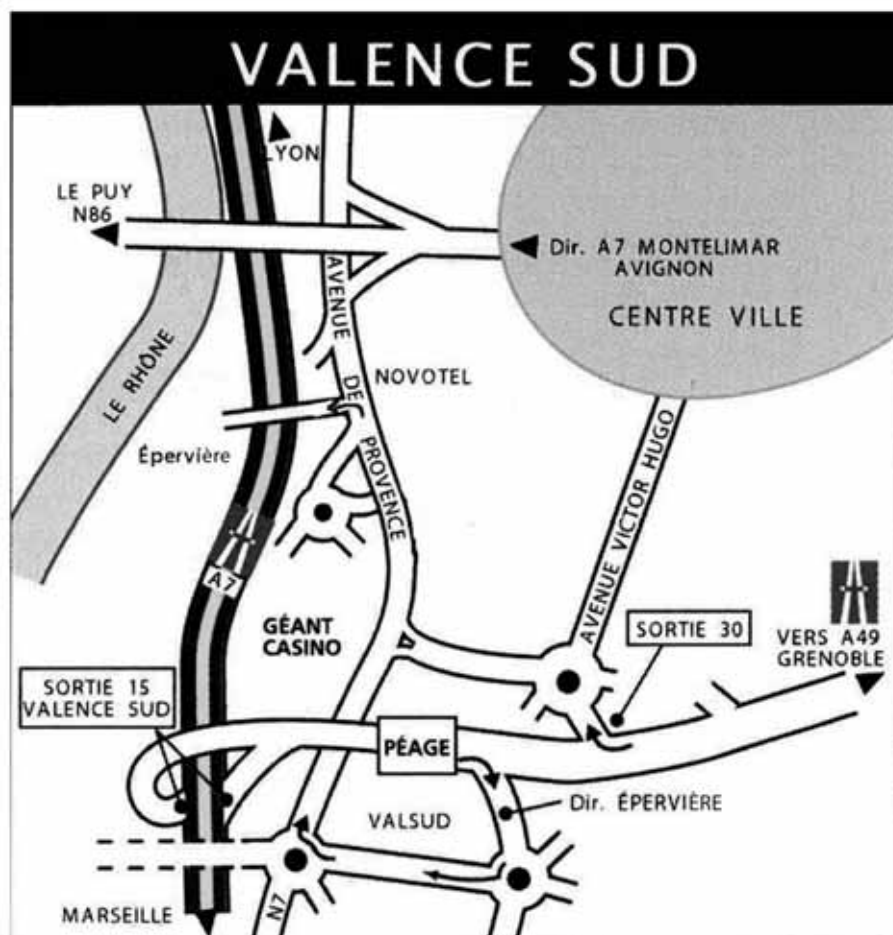 VALENCE SUD
LYON
LE PUY
N86
Dir. A7 MONTELIMAR
AVIGNON
CENTRE VILLE
AVENUE DE PROVENCE
NOVOTEL
LE RHÔNE
Épervière
AVENUE VICTOR HUGO
A7
GÉANT
CASINO
SORTIE 30
VERS A49
GRENOBLE
SORTIE 15
VALENCE SUD
PÉAGE
Dir. ÉPERVIÈRE
VALSUD
MARSEILLE
N7